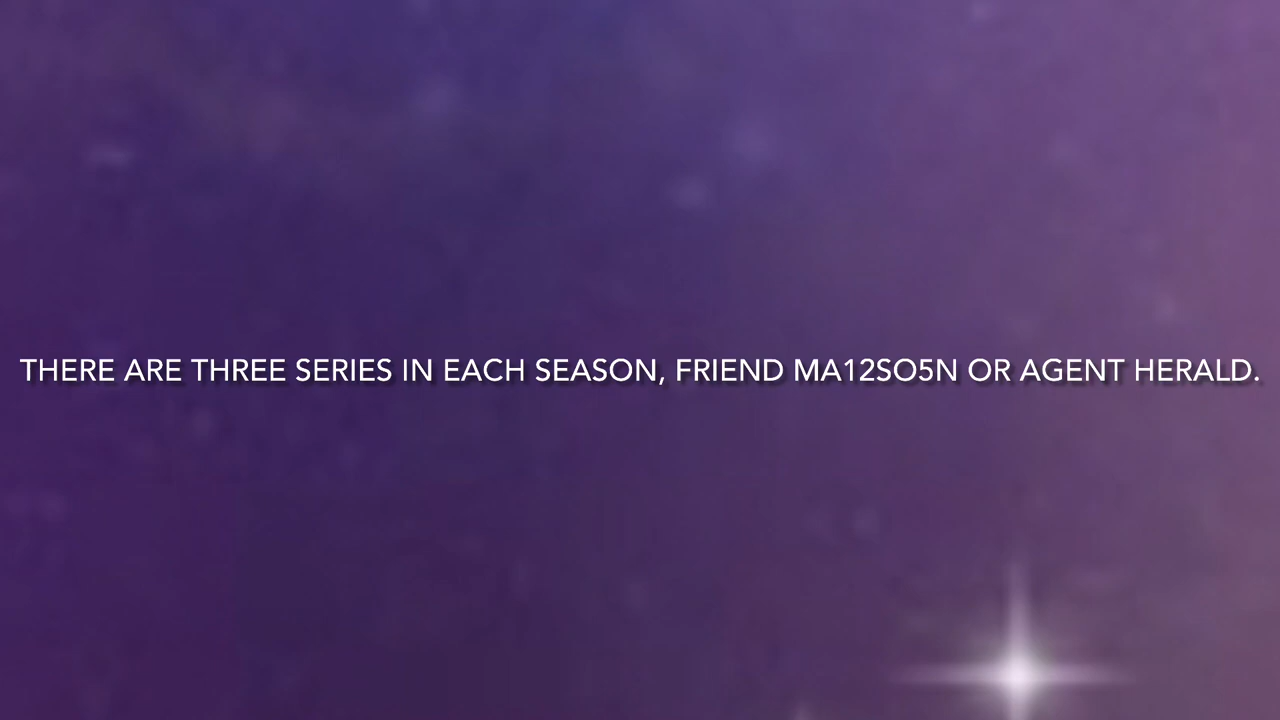 THERE ARE THREE SERIES IN EACH SEASON, FRIEND MA12SO5N OR AGENT HERALD.